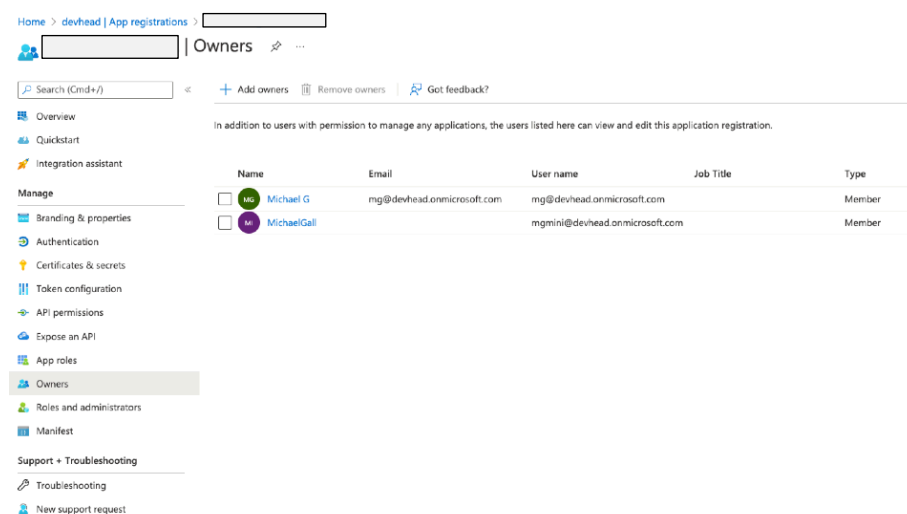 Home > devhead | App registrations >
| Owners ...
Search (Cmd+/) «
Add owners Remove owners Got feedback?
Overview
Quickstart
Integration assistant
Manage
Branding & properties
Authentication
Certificates & secrets
Token configuration
API permissions
Expose an API
App roles
Owners
Roles and administrators
Manifest
Support + Troubleshooting
Troubleshooting
New support request
In addition to users with permission to manage any applications, the users listed here can view and edit this application registration.
Name Email User name Job Title Type
MG Michael G mg@devhead.onmicrosoft.com mg@devhead.onmicrosoft.com Member
MI MichaelGall mgmini@devhead.onmicrosoft.com Member